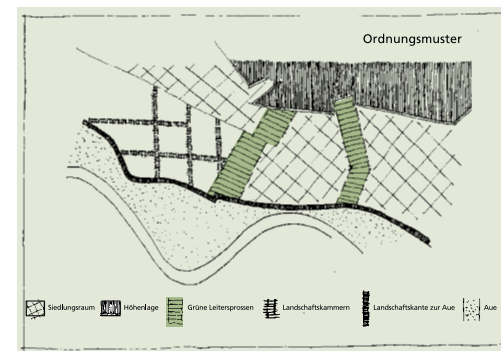 Ordnungsmuster
Siedlungsraum Höhenlage Grüne Leitersprossen Landschaftskammern Landschaftskante zur Aue Aue